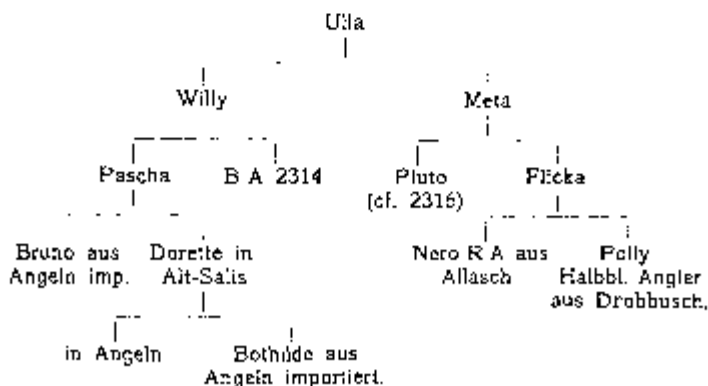 Ulla
Willy Meta
Pascha B A 2314 Pluto Flicka
(cf. 2316)
Bruno aus Dorette in Nero R A aus Polly
Angeln imp. Alt-Salis Allasch Halbbl. Angler
aus Drobbusch.
in Angeln Bothilde aus
Angeln importiert.